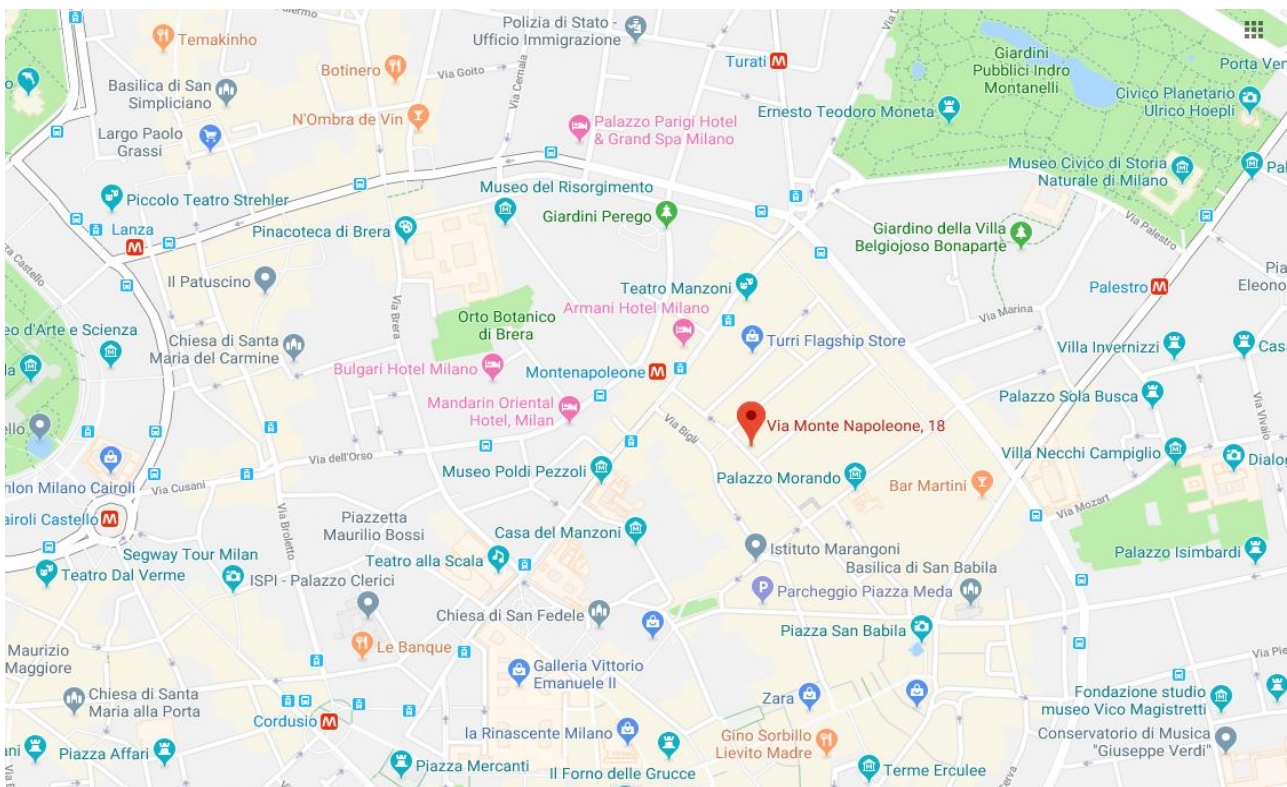 Polizia di Stato -
Ufficio Immigrazione
Temakinho
Turati
M
Giardini
Pubblici Indro
Montanelli
Botinero
Via Goito
Via Cernaia
Basilica di San
Simpliciano
Civico Planetario
Ulrico Hoepli
Ernesto Teodoro Moneta
N'Ombra de Vin
Palazzo Parigi Hotel
& Grand Spa Milano
Largo Paolo
Grassi
Museo Civico di Storia
Naturale di Milano
Piccolo Teatro Strehler
Museo del Risorgimento
Giardini Perego
Lanza
M
Pinacoteca di Brera
Giardino della Villa
Belgiojoso Bonaparte
Via Palestro
Il Patuscino
Teatro Manzoni
Palestro
M
Eleono
Armani Hotel Milano
Via Brera
Orto Botanico
di Brera
Via Marina
eo d'Arte e Scienza
Chiesa di Santa
Maria del Carmine
Turri Flagship Store
Villa Invernizzi
Bulgari Hotel Milano
Montenapoleone
M
Palazzo Sola Busca
Via Vivaio
Mandarin Oriental
Hotel, Milan
Via Bigli
Via Monte Napoleone, 18
Via dell'Orso
Museo Poldi Pezzoli
Villa Necchi Campiglio
Dialog
hlon Milano Cairoli
Via Cusani
Palazzo Morando
Bar Martini
Via Mozart
airoli Castello
M
Via Broletto
Piazzetta
Maurilio Bossi
Casa del Manzoni
Segway Tour Milan
Teatro alla Scala
Istituto Marangoni
Basilica di San Babila
Palazzo Isimbardi
Teatro Dal Verme
ISPI - Palazzo Clerici
P
Parcheggio Piazza Meda
Chiesa di San Fedele
Piazza San Babila
Maurizio
Maggiore
Le Banque
Via Pie
Galleria Vittorio
Emanuele II
Chiesa di Santa
Maria alla Porta
Zara
Fondazione studio
museo Vico Magistretti
Cordusio
M
la Rinascente Milano
Gino Sorbillo
Lievito Madre
Conservatorio di Musica
"Giuseppe Verdi"
Piazza Affari
Piazza Mercanti
Il Forno delle Grucce
Terme Erculee